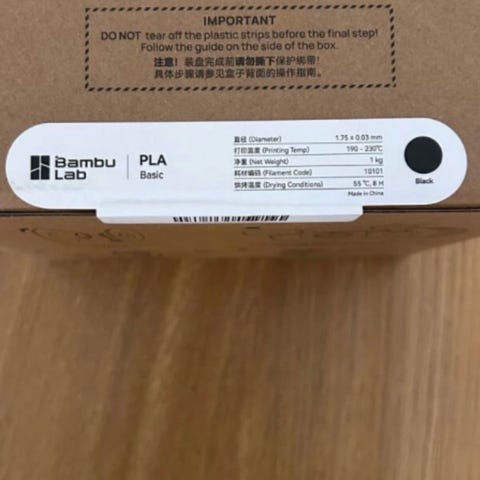 IMPORTANT
DO NOT tear off the plastic strips before the final step!
Follow the guide on the side of the box.
注意！装盘完成前请勿撕下保护绑带!
具体步骤请参见盒子背面的操作指南。
Bambu Lab
PLA Basic
直径 (Diameter) 1.75 ± 0.03 mm
打印温度 (Printing Temp) 190 - 230℃
净重 (Net Weight) 1 kg
耗材编码 (Filament Code) 10101
烘烤温度 (Drying Conditions) 55 ℃, 8 H
Made in China
Black